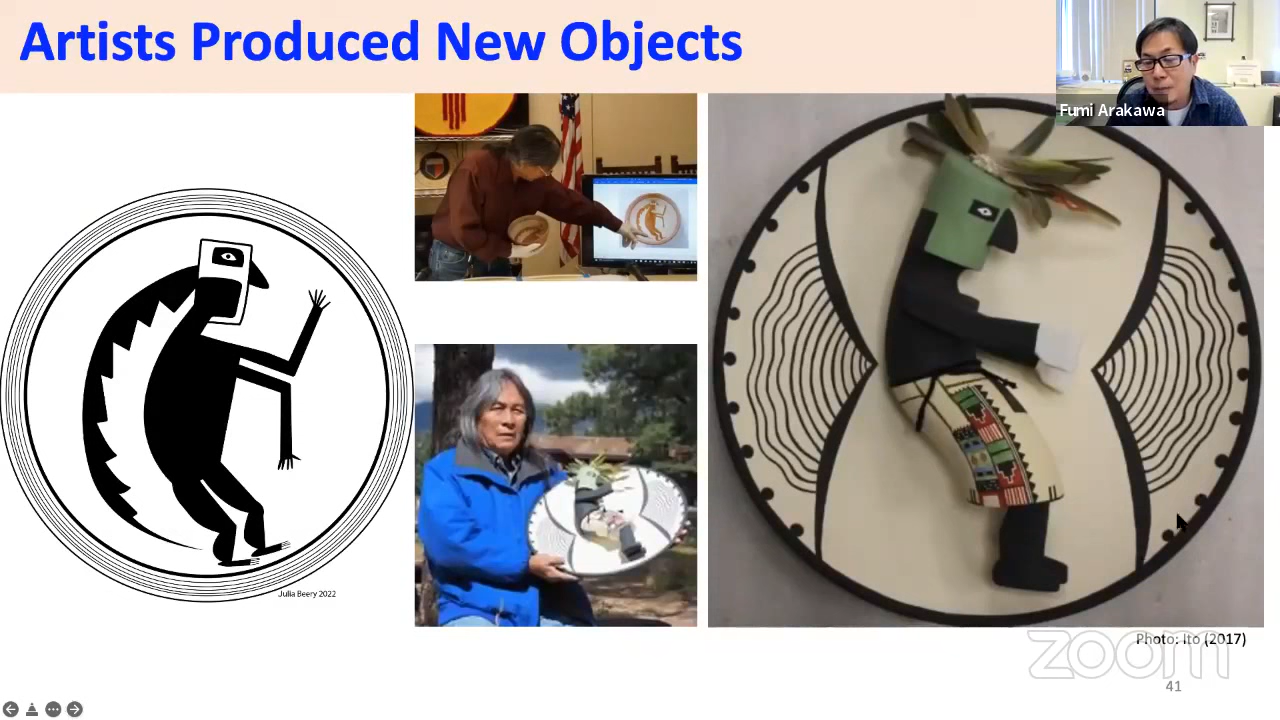 Artists Produced New Objects
Fumi Arakawa
Julia Beery 2022
Photo: Ito (2017)
zoom
41